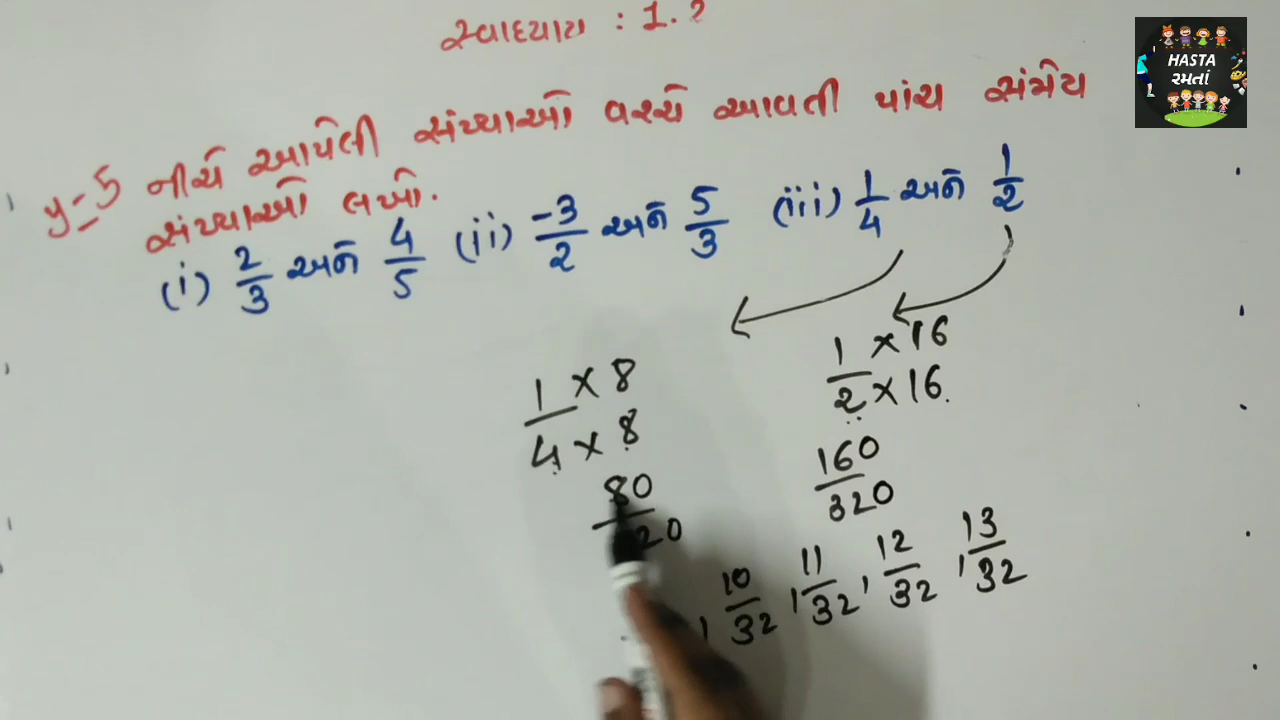 સ્વાધ્યાય : 1.2
પ્ર-5 નીચે આપેલી સંખ્યાઓ વચ્ચે આવતી પાંચ સંમેય
સંખ્યાઓ લખો.
(i) 2/3 અને 4/5 (ii) -3/2 અને 5/3 (iii) 1/4 અને 1/2
1 × 8
4 × 8
80
20
1 × 16
2 × 16
160
320
, 10/32 , 11/32 , 12/32 , 13/32
HASTA
રમતાં